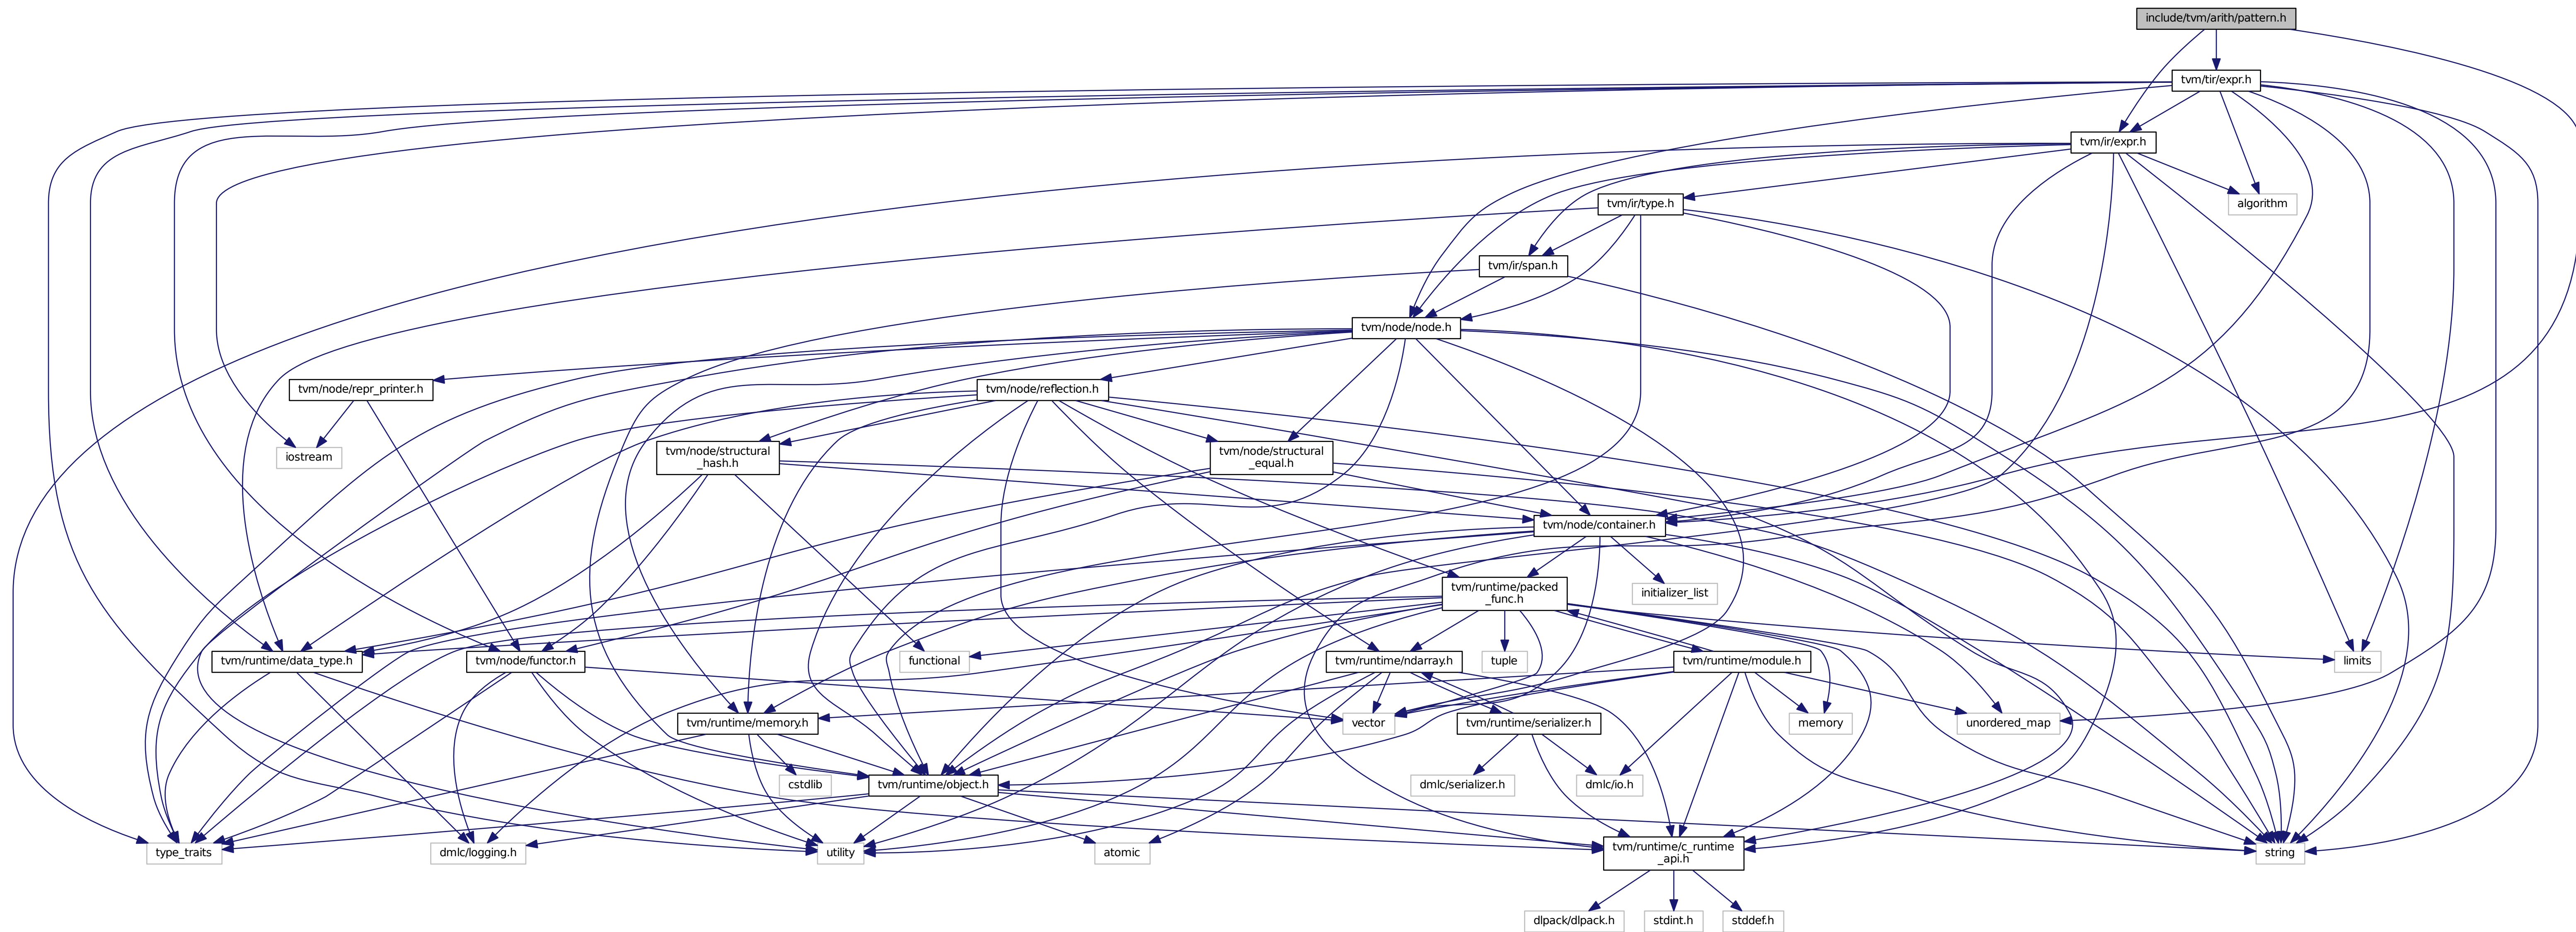 include/tvm/arith/pattern.h
tvm/tir/expr.h
tvm/ir/expr.h
tvm/ir/type.h
algorithm
tvm/ir/span.h
tvm/node/node.h
tvm/node/repr_printer.h
tvm/node/reflection.h
iostream
tvm/node/structural
_hash.h
tvm/node/structural
_equal.h
tvm/node/container.h
initializer_list
tvm/runtime/packed
_func.h
tvm/runtime/data_type.h
tvm/node/functor.h
functional
tvm/runtime/ndarray.h
tuple
tvm/runtime/module.h
limits
tvm/runtime/memory.h
vector
tvm/runtime/serializer.h
memory
unordered_map
cstdlib
tvm/runtime/object.h
dmlc/serializer.h
dmlc/io.h
type_traits
dmlc/logging.h
utility
atomic
tvm/runtime/c_runtime
_api.h
string
dlpack/dlpack.h
stdint.h
stddef.h